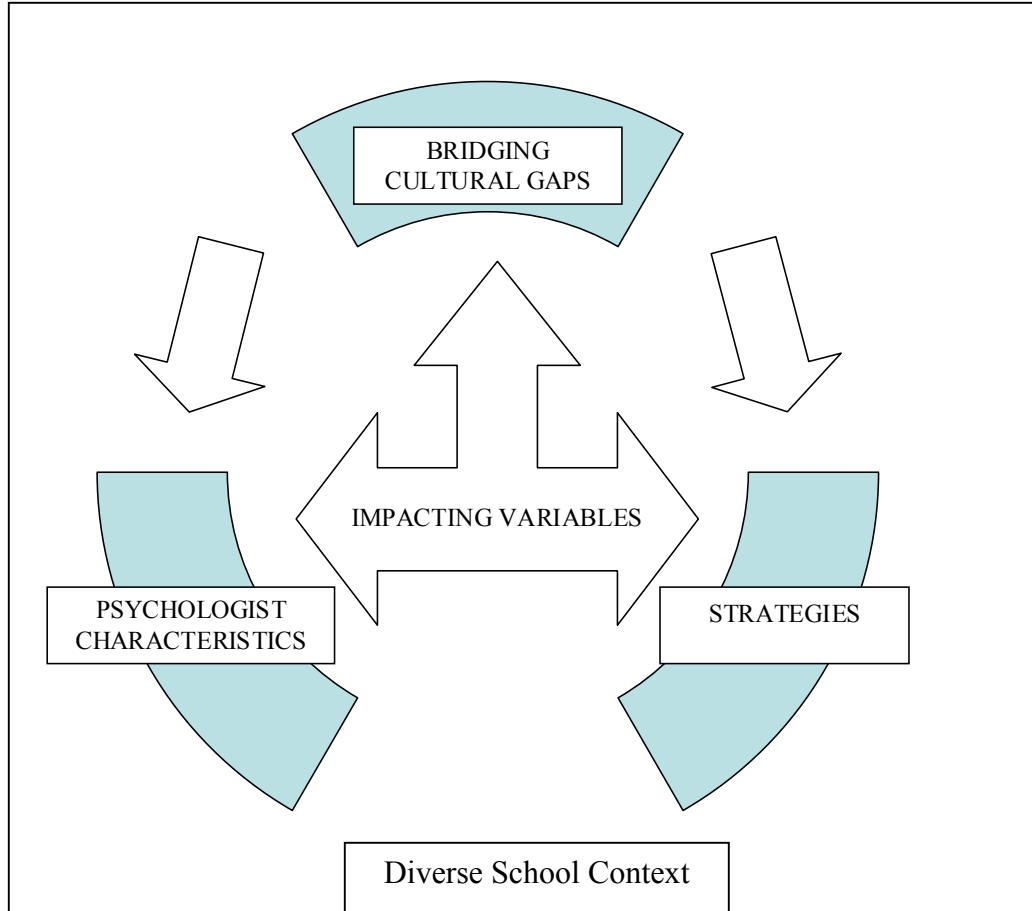 BRIDGING
CULTURAL GAPS
IMPACTING VARIABLES
PSYCHOLOGIST
CHARACTERISTICS
STRATEGIES
Diverse School Context